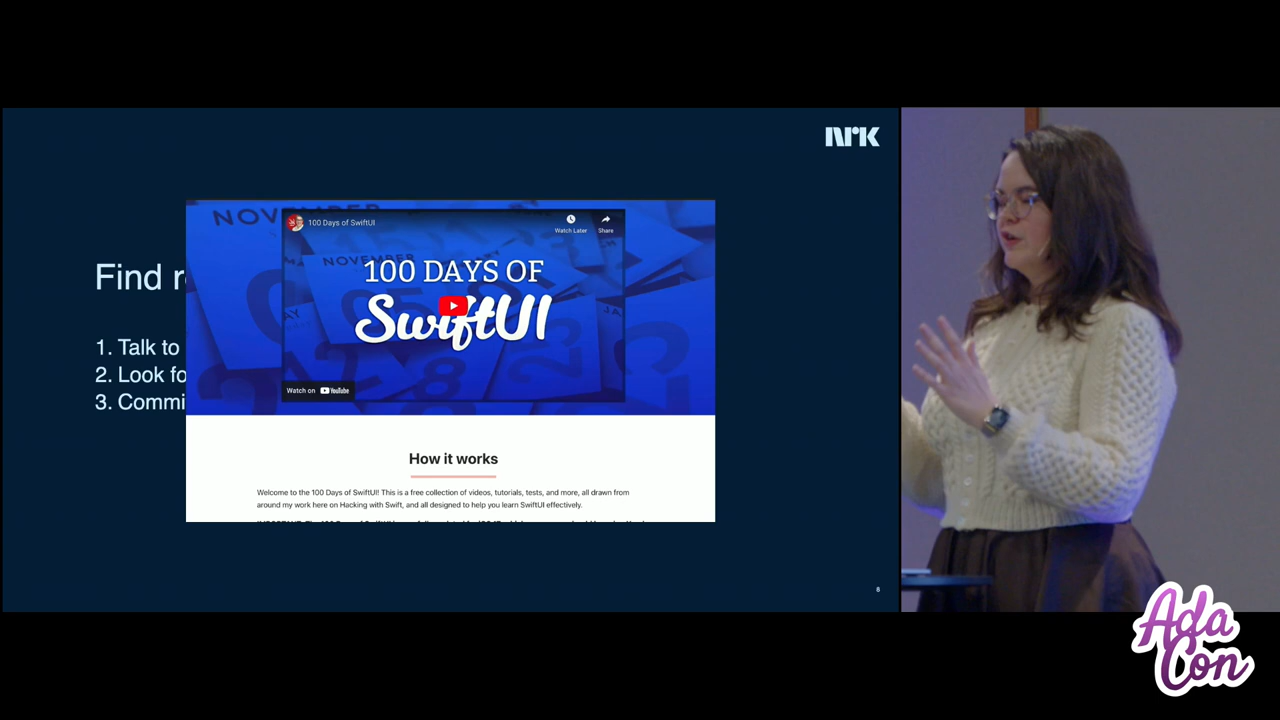 NRK
Find
1. Talk to
2. Look fo
3. Commi
NOVE
100 Days of SwiftUI
Watch Later
Share
NOVEMBER
100 DAYS OF
SwiftUI
Watch on YouTube
How it works
Welcome to the 100 Days of SwiftUI! This is a free collection of videos, tutorials, tests, and more, all drawn from
around my work here on Hacking with Swift, and all designed to help you learn SwiftUI effectively.
8
Ada
Con